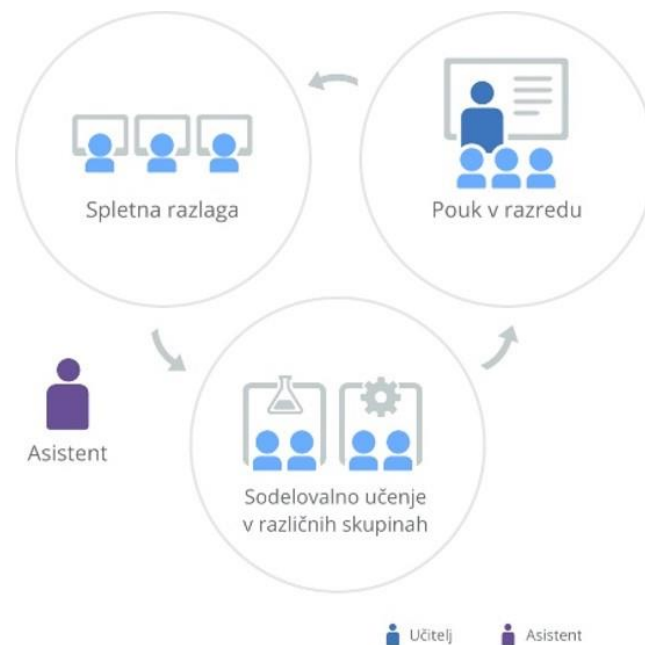 Spletna razlaga
Pouk v razredu
Asistent
Sodelovalno učenje
v različnih skupinah
Učitelj
Asistent